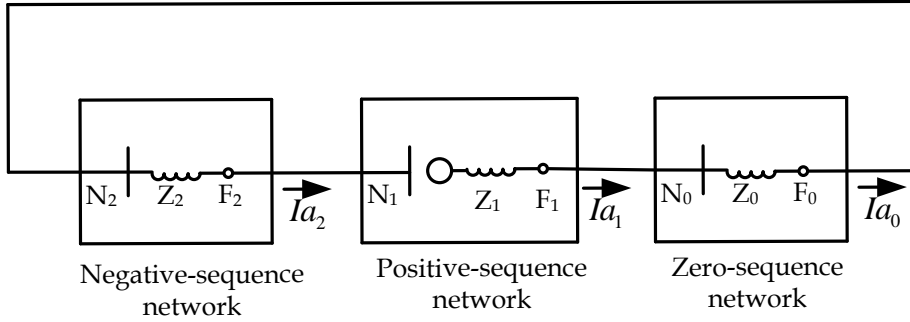 N₂ Z₂ F₂ Ia₂ N₁ Z₁ F₁ Ia₁ N₀ Z₀ F₀ Ia₀
Negative-sequence
network
Positive-sequence
network
Zero-sequence
network